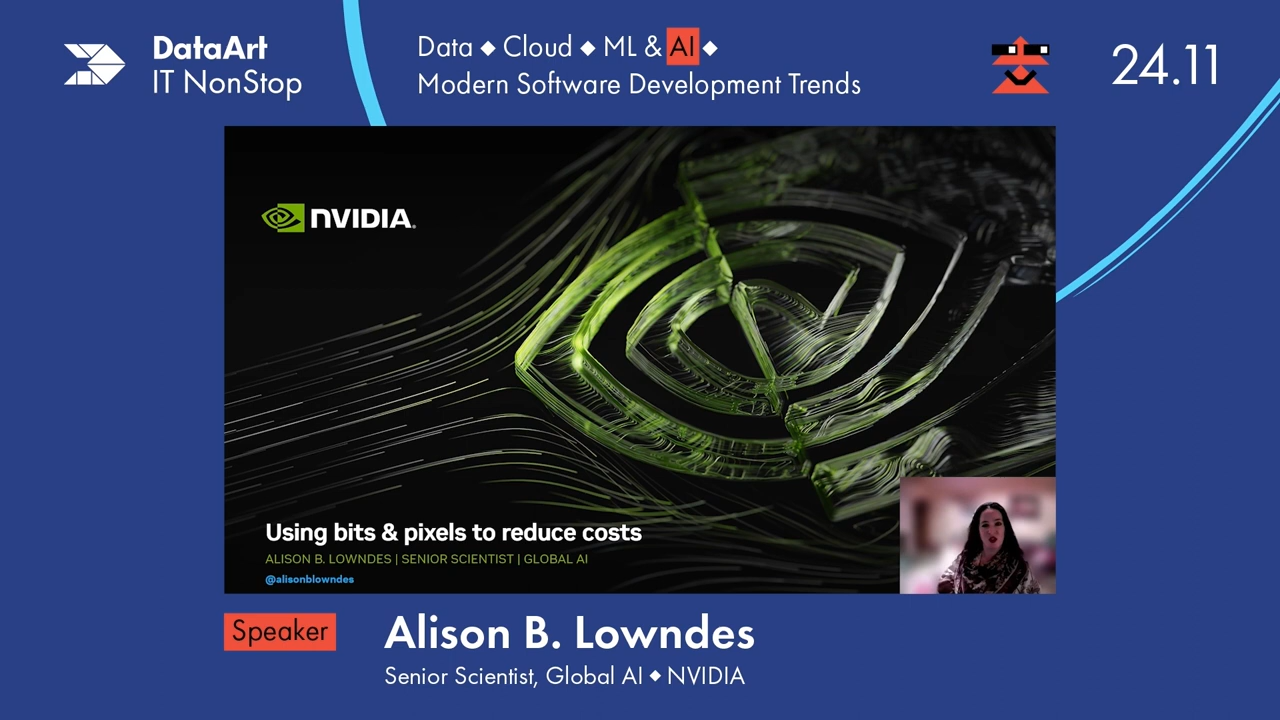 DataArt
IT NonStop
Data ◆ Cloud ◆ ML & AI ◆
Modern Software Development Trends
24.11
NVIDIA.
Using bits & pixels to reduce costs
ALISON B. LOWNDES | SENIOR SCIENTIST | GLOBAL AI
@alisonblowndes
Speaker
Alison B. Lowndes
Senior Scientist, Global AI ◆ NVIDIA